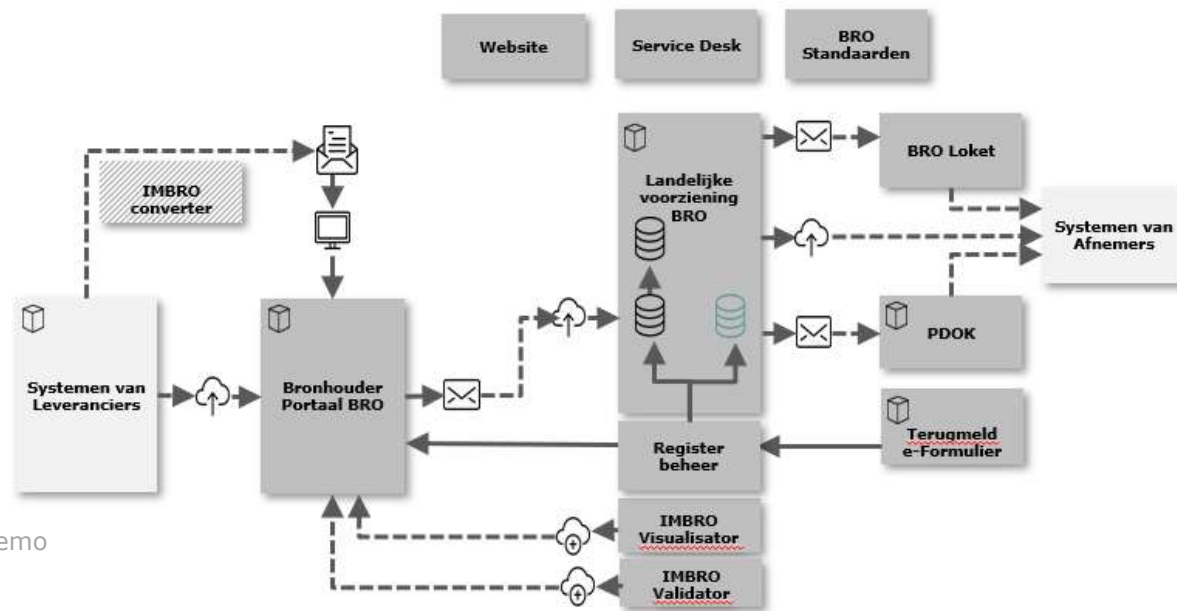 Website
Service Desk
BRO
Standaarden
IMBRO
converter
Landelijke
voorziening
BRO
BRO Loket
Systemen van
Afnemers
Systemen van
Leveranciers
Bronhouder
Portaal BRO
PDOK
Register
beheer
Terugmeld
e-Formulier
IMBRO
Visualisator
IMBRO
Validator
emo